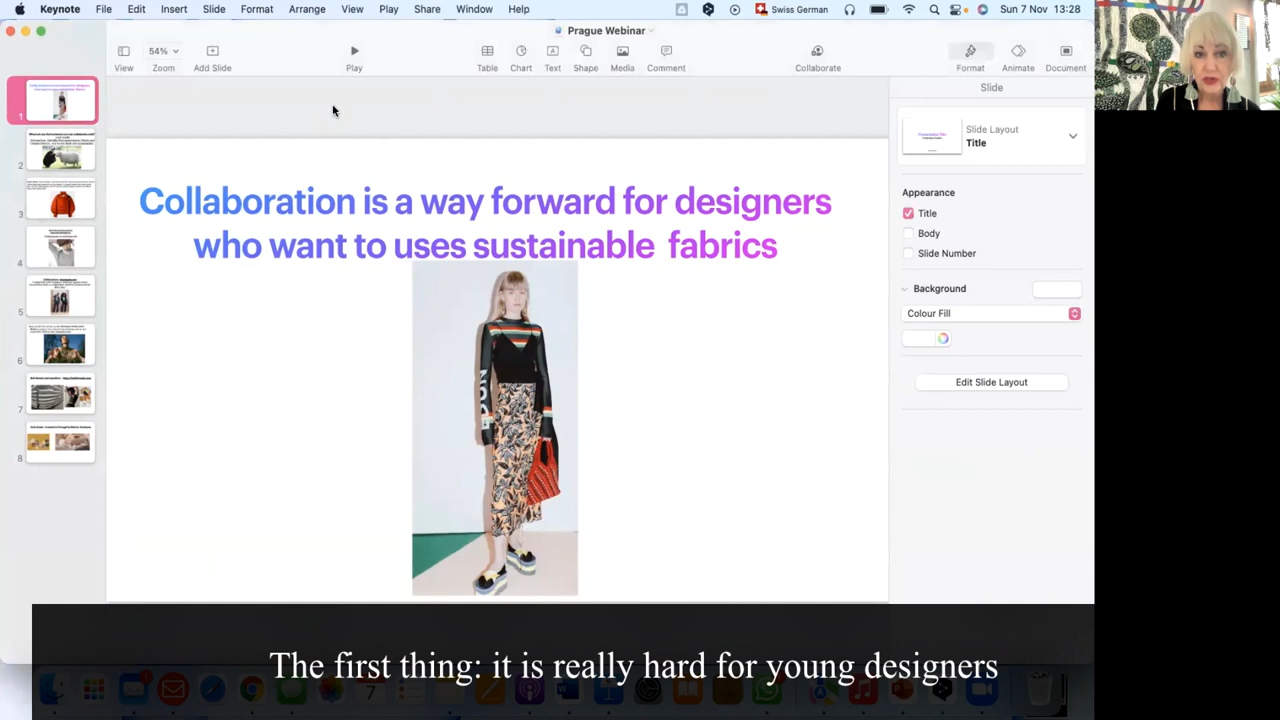 Keynote File Edit Insert Slide Format Arrange View Play Share Window Help Swiss German Sun 7 Nov 13:28
Prague Webinar
54%
View Zoom Add Slide Play Table Chart Text Shape Media Comment Collaborate Format Animate Document
Slide
Slide Layout
Title
Appearance
Title
Body
Slide Number
Background
Colour Fill
Edit Slide Layout
1
2
3
4
5
6
7
8
Collaboration is a way forward for designers
who want to uses sustainable fabrics
The first thing: it is really hard for young designers
7